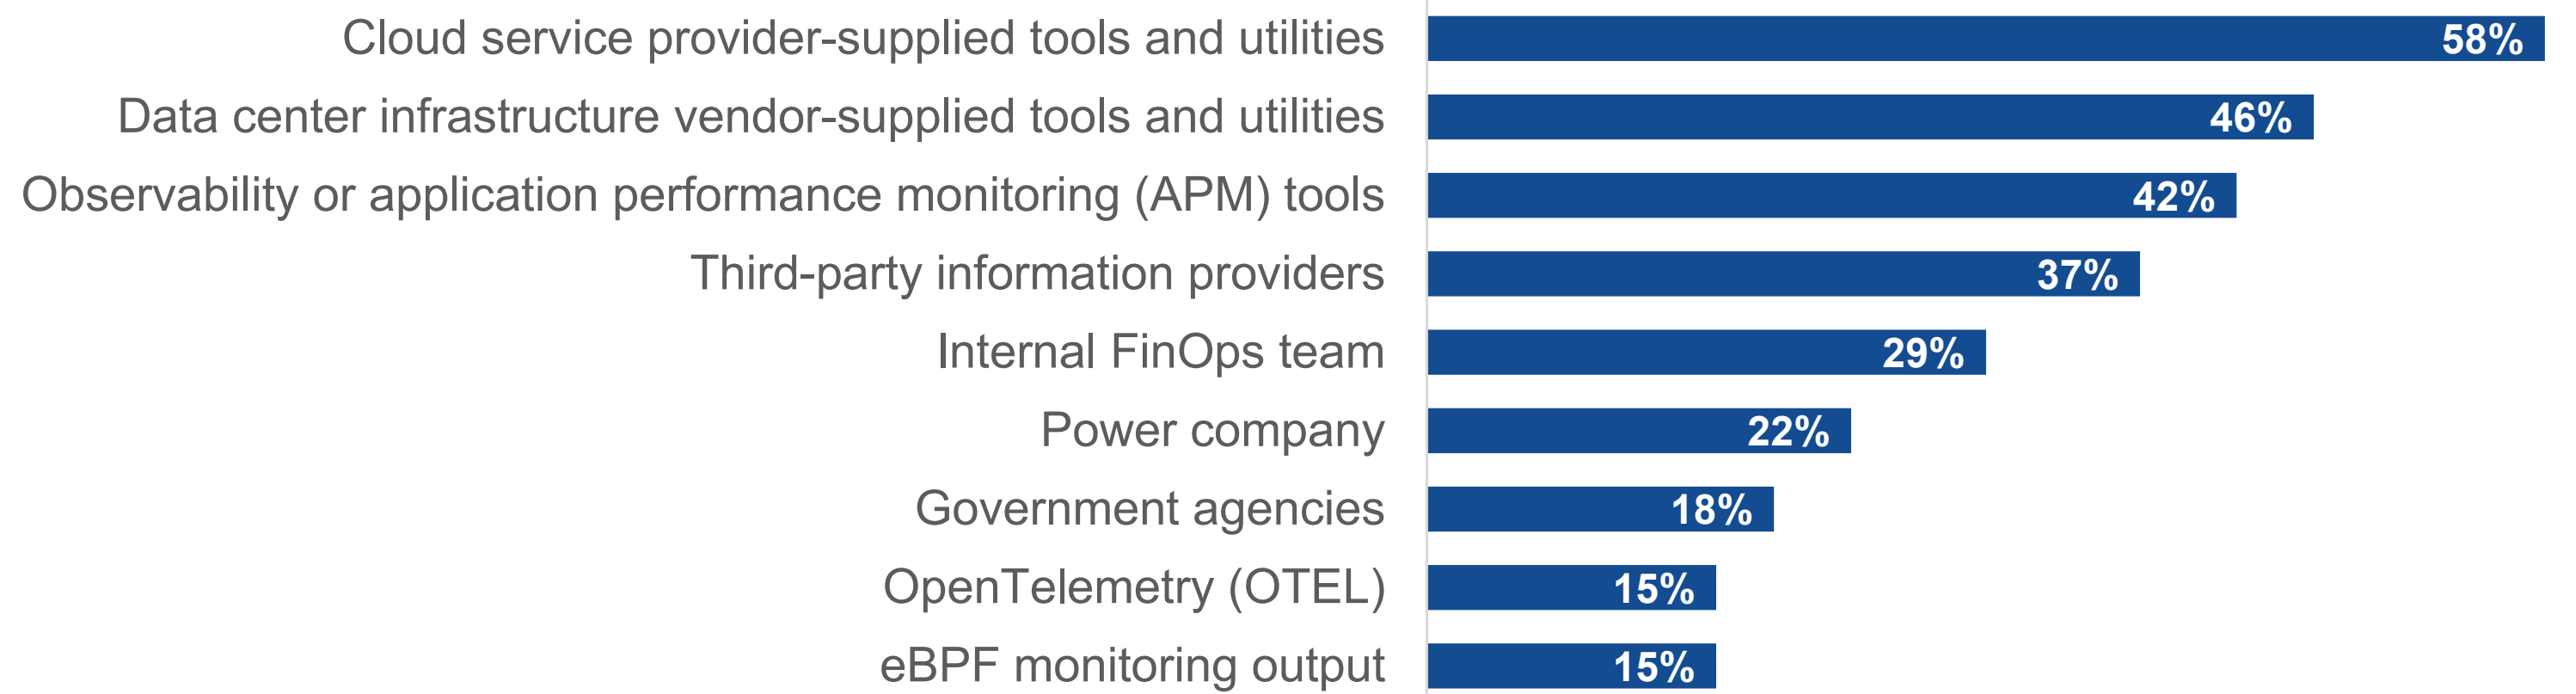 Cloud service provider-supplied tools and utilities 58%
Data center infrastructure vendor-supplied tools and utilities 46%
Observability or application performance monitoring (APM) tools 42%
Third-party information providers 37%
Internal FinOps team 29%
Power company 22%
Government agencies 18%
OpenTelemetry (OTEL) 15%
eBPF monitoring output 15%